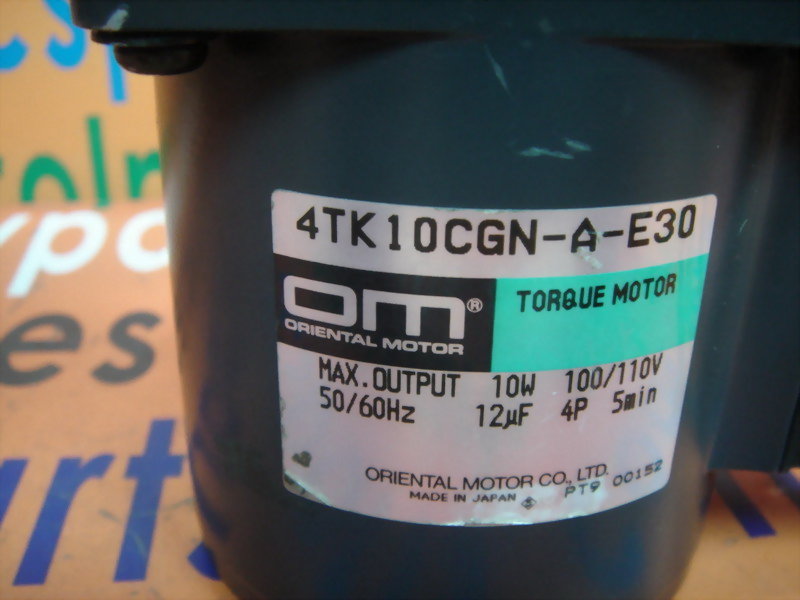 4TK10CGN-A-E30
OM®
ORIENTAL MOTOR
TORQUE MOTOR
MAX.OUTPUT 10W 100/110V
50/60Hz 12μF 4P 5min
ORIENTAL MOTOR CO., LTD.
MADE IN JAPAN PT9 00152